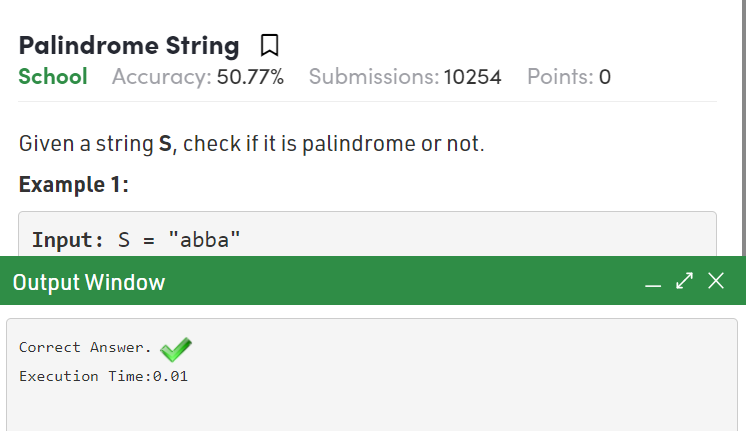 Palindrome String
School Accuracy: 50.77% Submissions: 10254 Points: 0
Given a string S, check if it is palindrome or not.
Example 1:
Input: S = "abba"
Output Window
Correct Answer.
Execution Time:0.01